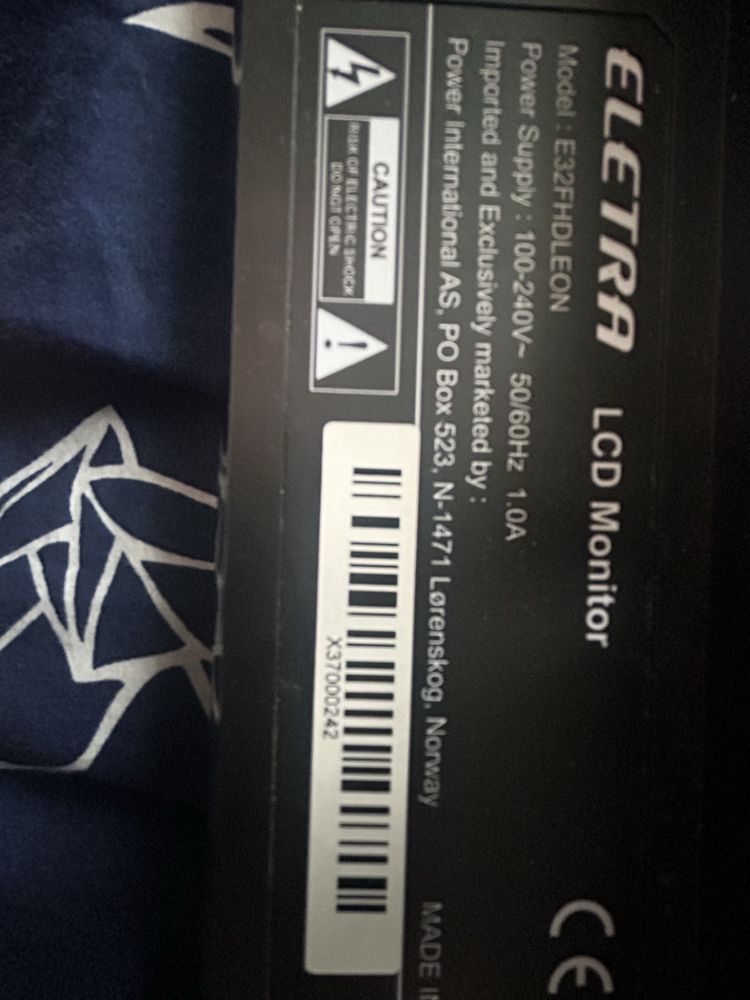 ELETRA LCD Monitor
Model : E32FHDLEON
Power Supply : 100-240V~ 50/60Hz 1.0A
Imported and Exclusively marketed by :
Power International AS, PO Box 523, N-1471 Lørenskog, Norway
MADE IN
CAUTION
RISK OF ELECTRIC SHOCK
DO NOT OPEN
X37000242
CE